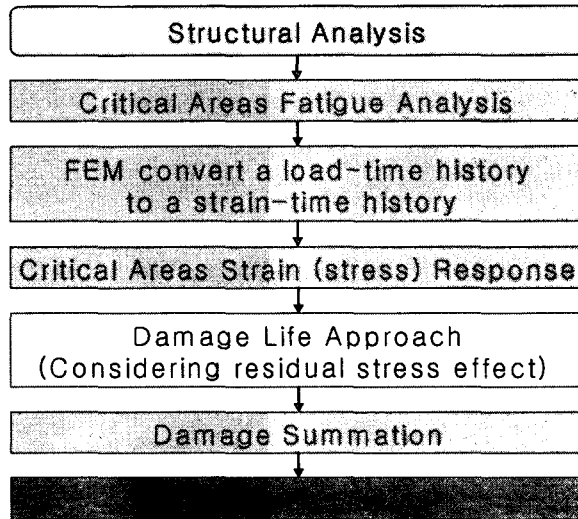 Structural Analysis
Critical Areas Fatigue Analysis
FEM convert a load-time history
to a strain-time history
Critical Areas Strain (stress) Response
Damage Life Approach
(Considering residual stress effect)
Damage Summation